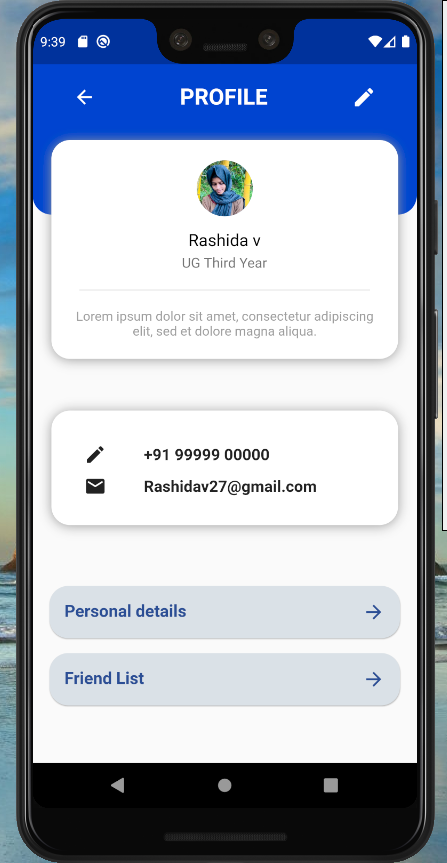 9:39
PROFILE
Rashida v
UG Third Year
Lorem ipsum dolor sit amet, consectetur adipiscing
elit, sed et dolore magna aliqua.
+91 99999 00000
Rashidav27@gmail.com
Personal details
Friend List